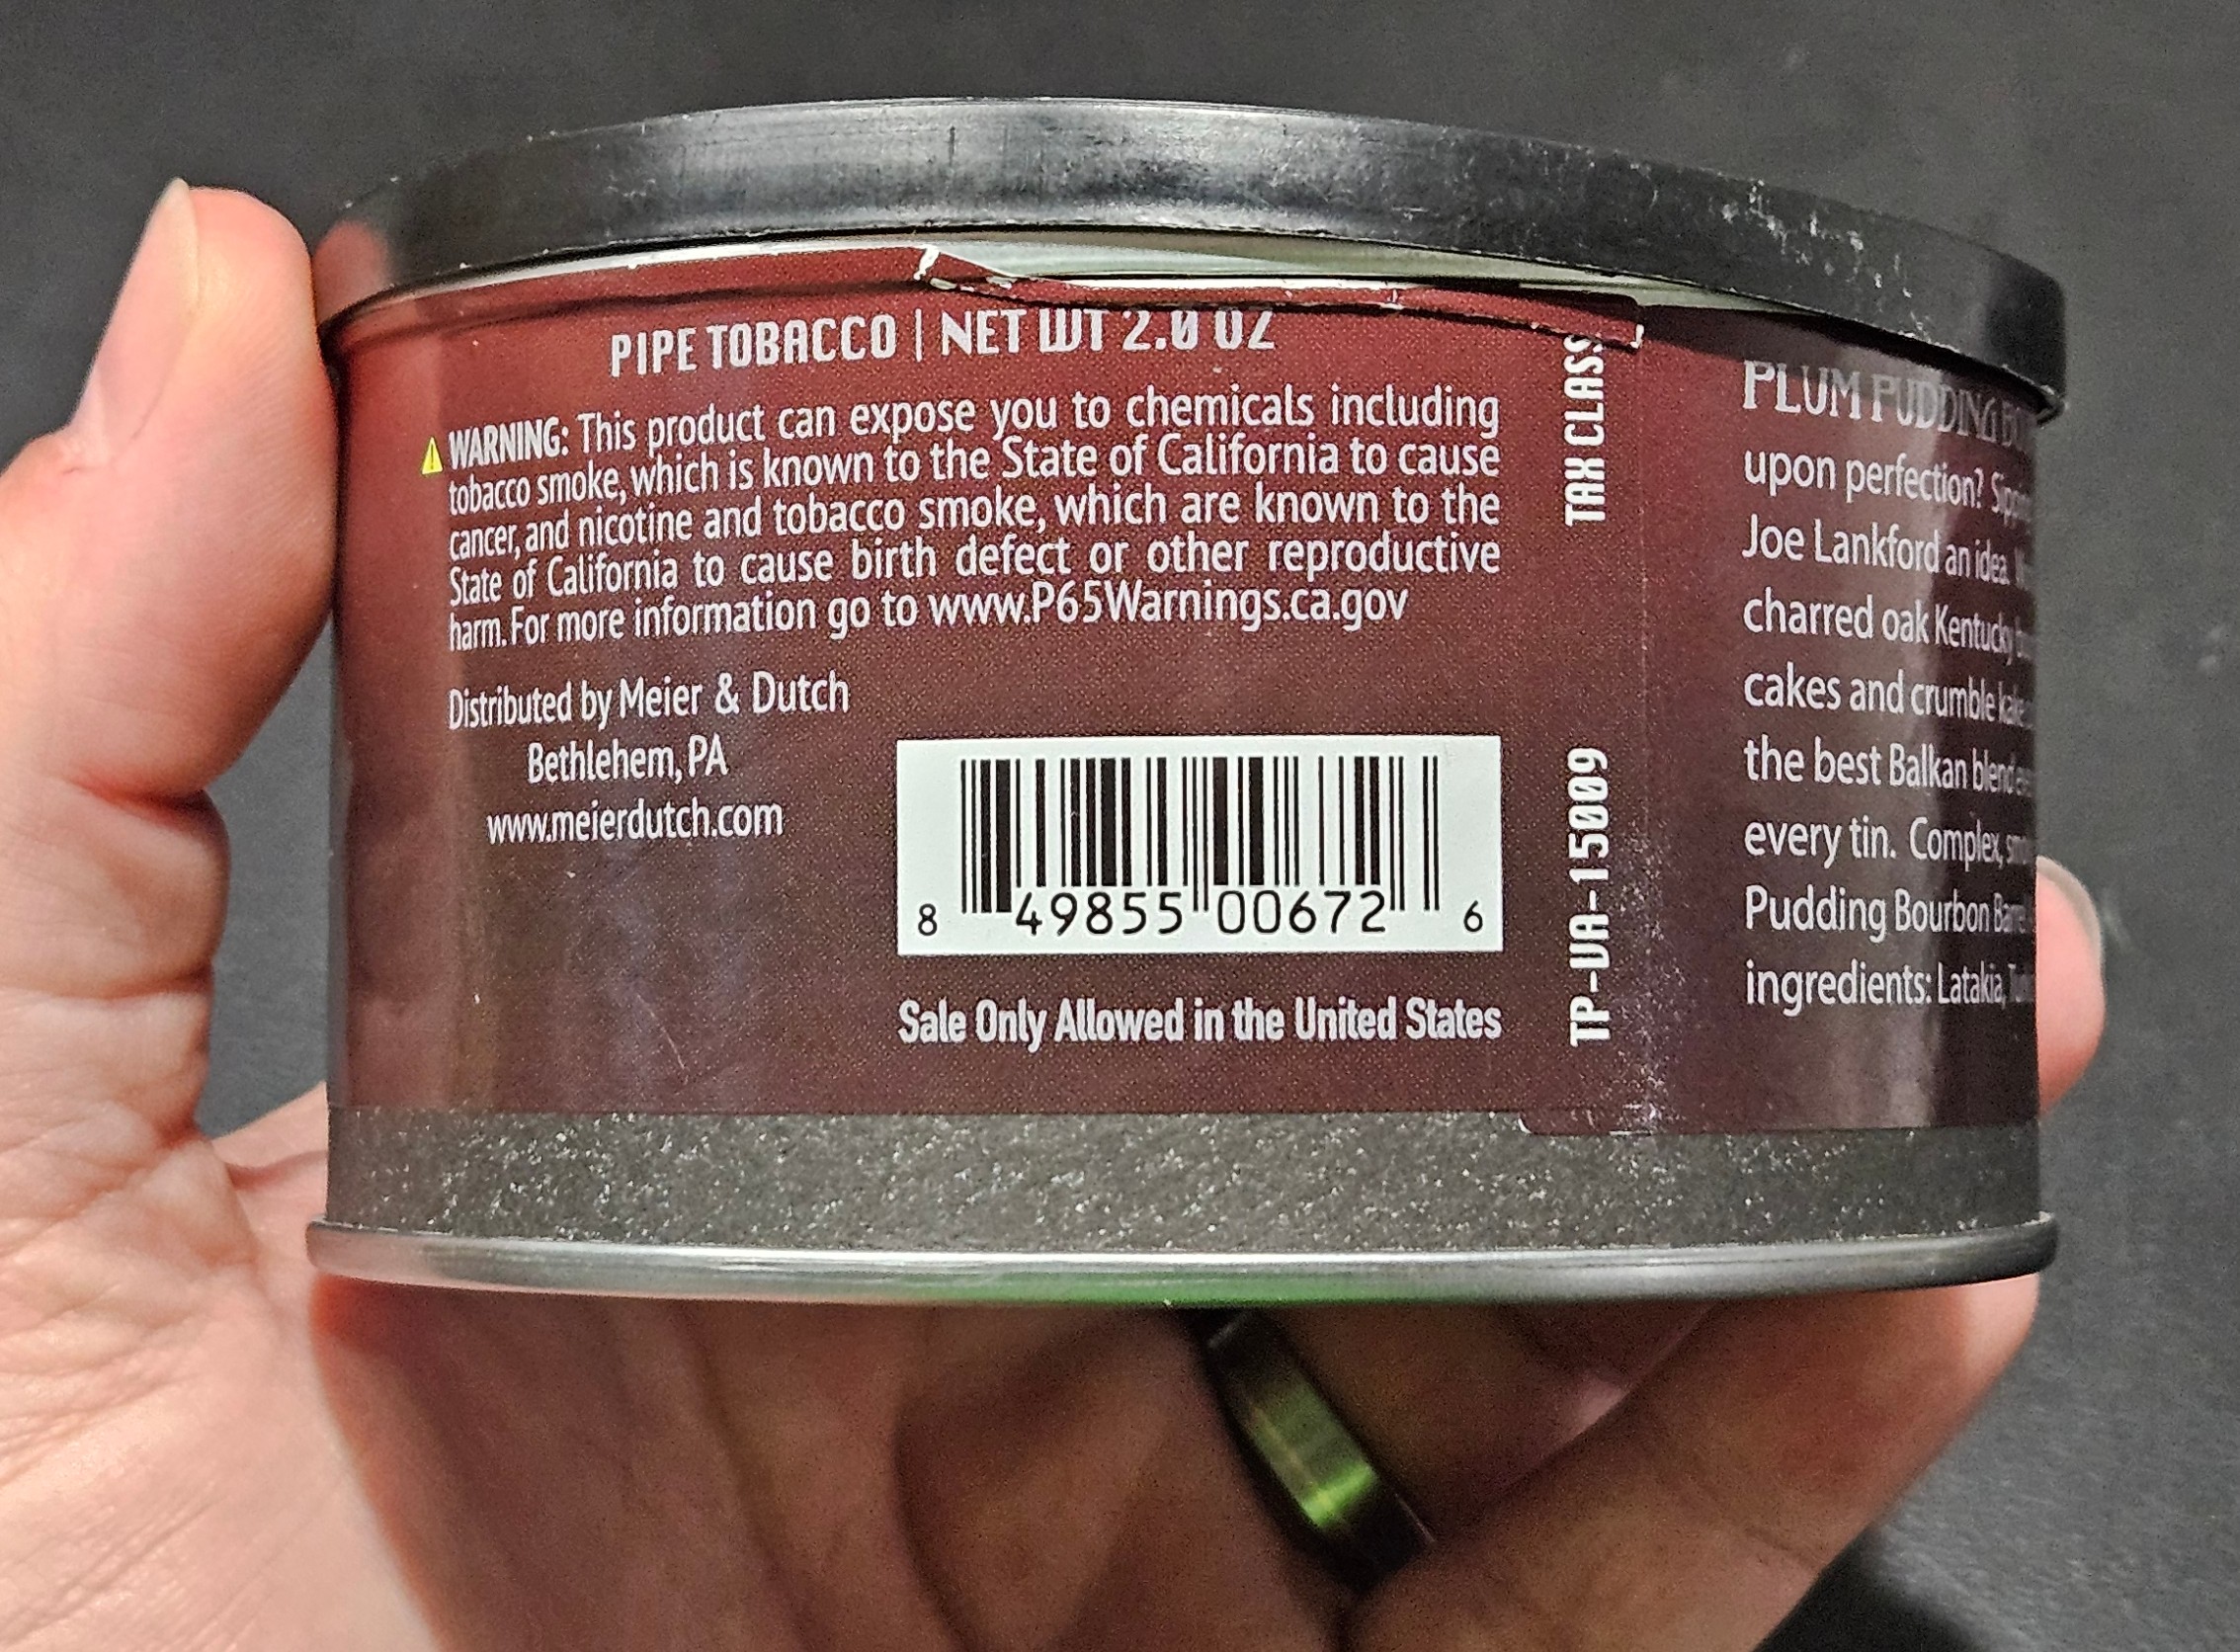 PIPE TOBACCO | NET WT 2.0 OZ
WARNING: This product can expose you to chemicals including
tobacco smoke, which is known to the State of California to cause
cancer, and nicotine and tobacco smoke, which are known to the
State of California to cause birth defect or other reproductive
harm. For more information go to www.P65Warnings.ca.gov
Distributed by Meier & Dutch
Bethlehem, PA
www.meierdutch.com
8 49855 00672 6
Sale Only Allowed in the United States
TAX CLASS
TP-VA-15009
PLUM PUDDING
upon perfection?
Joe Lankford an idea.
charred oak Kentucky
cakes and crumble kake
the best Balkan blend
every tin. Complex,
Pudding Bourbon
ingredients: Latakia,